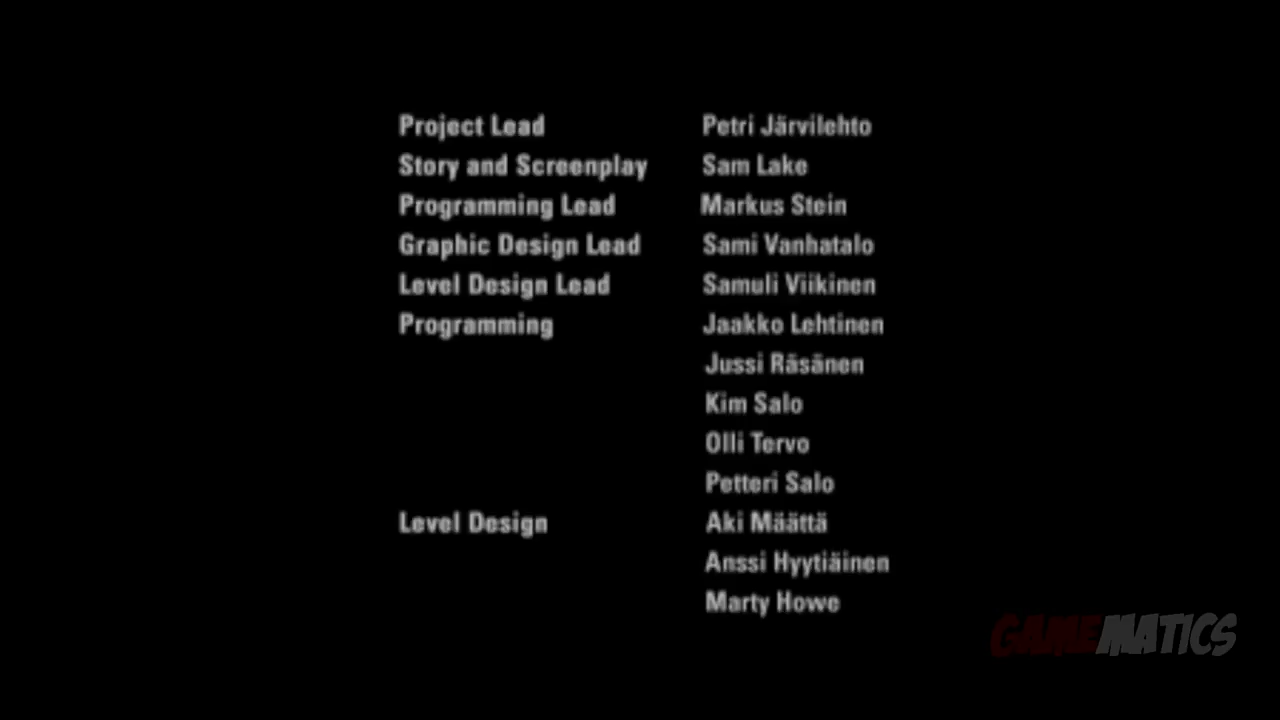 Project Lead Petri Järvilehto
Story and Screenplay Sam Lake
Programming Lead Markus Stein
Graphic Design Lead Sami Vanhatalo
Level Design Lead Samuli Viikinen
Programming Jaakko Lehtinen
Jussi Räsänen
Kim Salo
Olli Tervo
Petteri Salo
Level Design Aki Määttä
Anssi Hyytiäinen
Marty Howe
GAMEMATICS